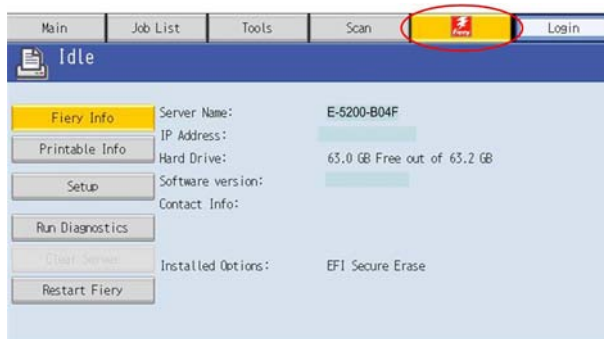 Main Job List Tools Scan Fiery Login
Idle
Fiery Info
Printable Info
Setup
Run Diagnostics
Clear Server
Restart Fiery
Server Name: E-5200-B04F
IP Address:
Hard Drive: 63.0 GB Free out of 63.2 GB
Software version:
Contact Info:
Installed Options: EFI Secure Erase